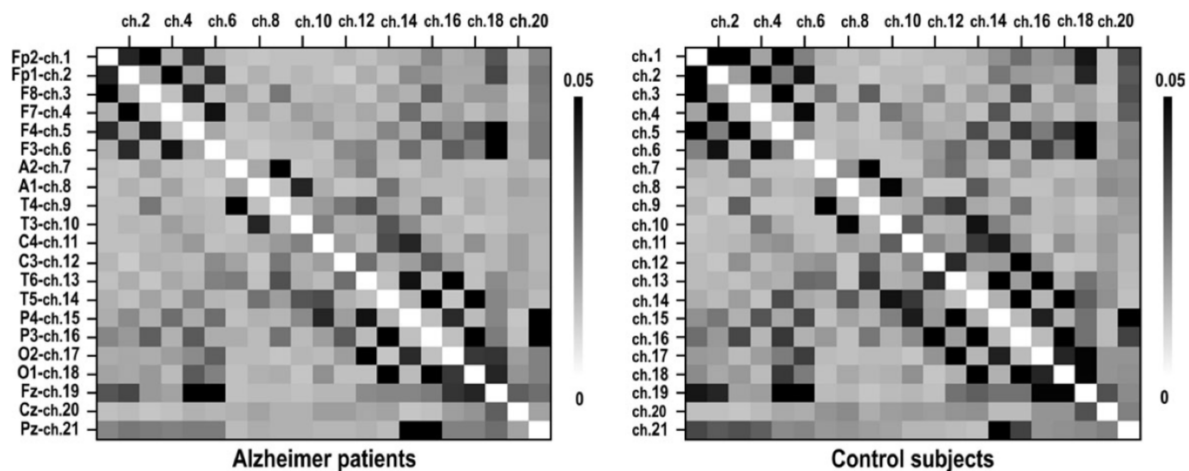 ch.2 ch.4 ch.6 ch.8 ch.10 ch.12 ch.14 ch.16 ch.18 ch.20
Fp2-ch.1
Fp1-ch.2
F8-ch.3
F7-ch.4
F4-ch.5
F3-ch.6
A2-ch.7
A1-ch.8
T4-ch.9
T3-ch.10
C4-ch.11
C3-ch.12
T6-ch.13
T5-ch.14
P4-ch.15
P3-ch.16
O2-ch.17
O1-ch.18
Fz-ch.19
Cz-ch.20
Pz-ch.21
0.05
0
Alzheimer patients
ch.2 ch.4 ch.6 ch.8 ch.10 ch.12 ch.14 ch.16 ch.18 ch.20
ch.1
ch.2
ch.3
ch.4
ch.5
ch.6
ch.7
ch.8
ch.9
ch.10
ch.11
ch.12
ch.13
ch.14
ch.15
ch.16
ch.17
ch.18
ch.19
ch.20
ch.21
0.05
0
Control subjects